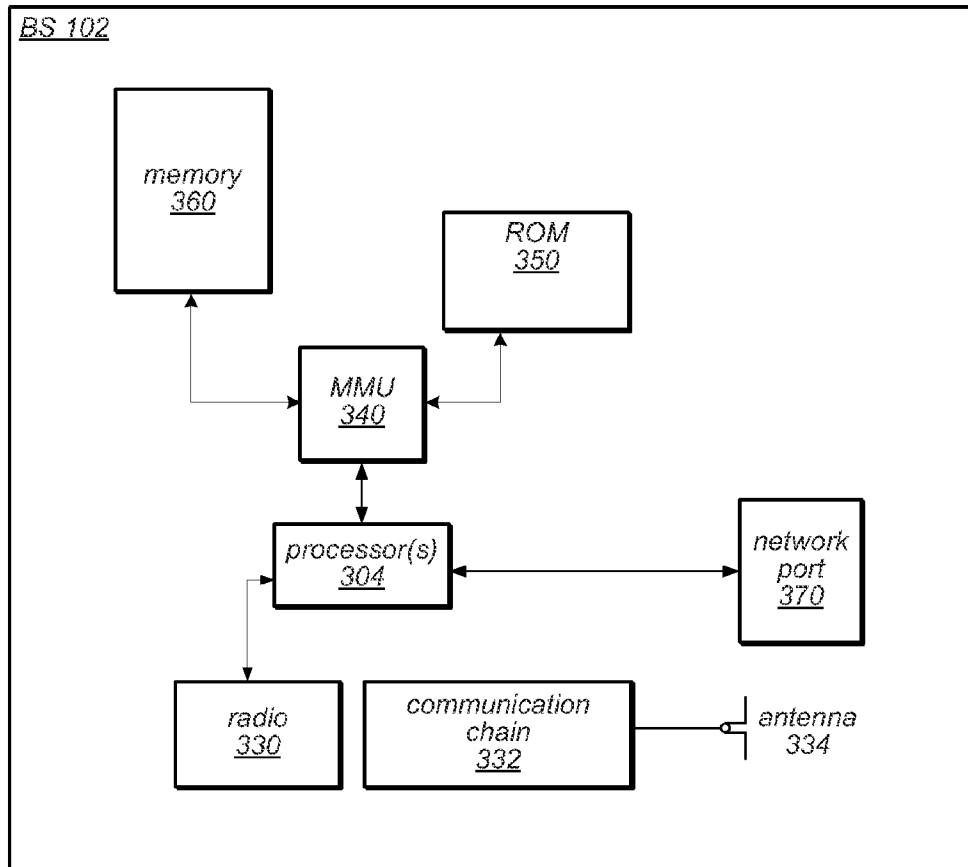 BS 102
memory
360
ROM
350
MMU
340
processor(s)
304
network
port
370
radio
330
communication
chain
332
antenna
334